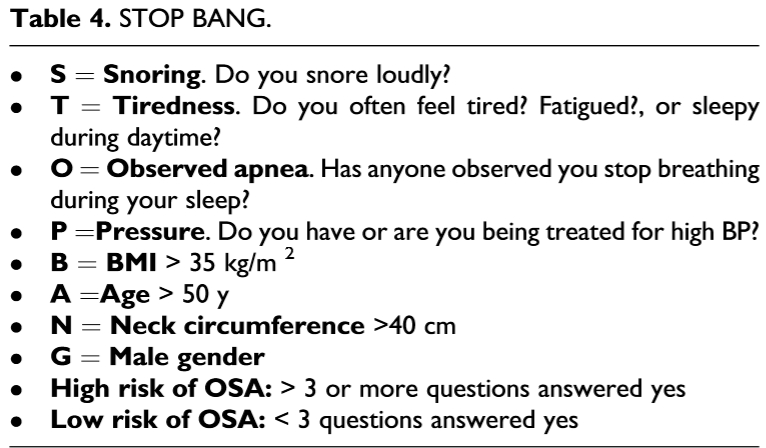 Table 4. STOP BANG.
• S = Snoring. Do you snore loudly?
• T = Tiredness. Do you often feel tired? Fatigued?, or sleepy
during daytime?
• O = Observed apnea. Has anyone observed you stop breathing
during your sleep?
• P =Pressure. Do you have or are you being treated for high BP?
• B = BMI > 35 kg/m 2
• A =Age > 50 y
• N = Neck circumference >40 cm
• G = Male gender
• High risk of OSA: > 3 or more questions answered yes
• Low risk of OSA: < 3 questions answered yes